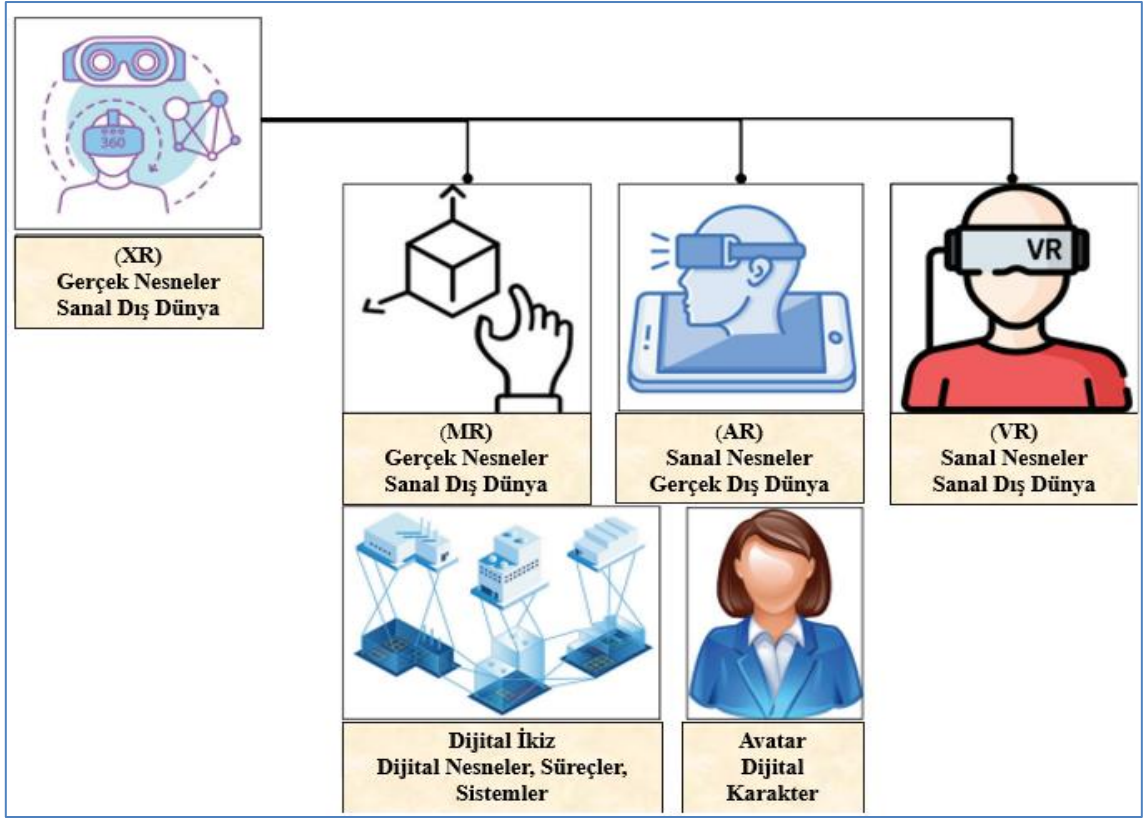 360
(XR)
Gerçek Nesneler
Sanal Dış Dünya
VR
(MR)
Gerçek Nesneler
Sanal Dış Dünya
(AR)
Sanal Nesneler
Gerçek Dış Dünya
(VR)
Sanal Nesneler
Sanal Dış Dünya
Dijital İkiz
Dijital Nesneler, Süreçler,
Sistemler
Avatar
Dijital
Karakter